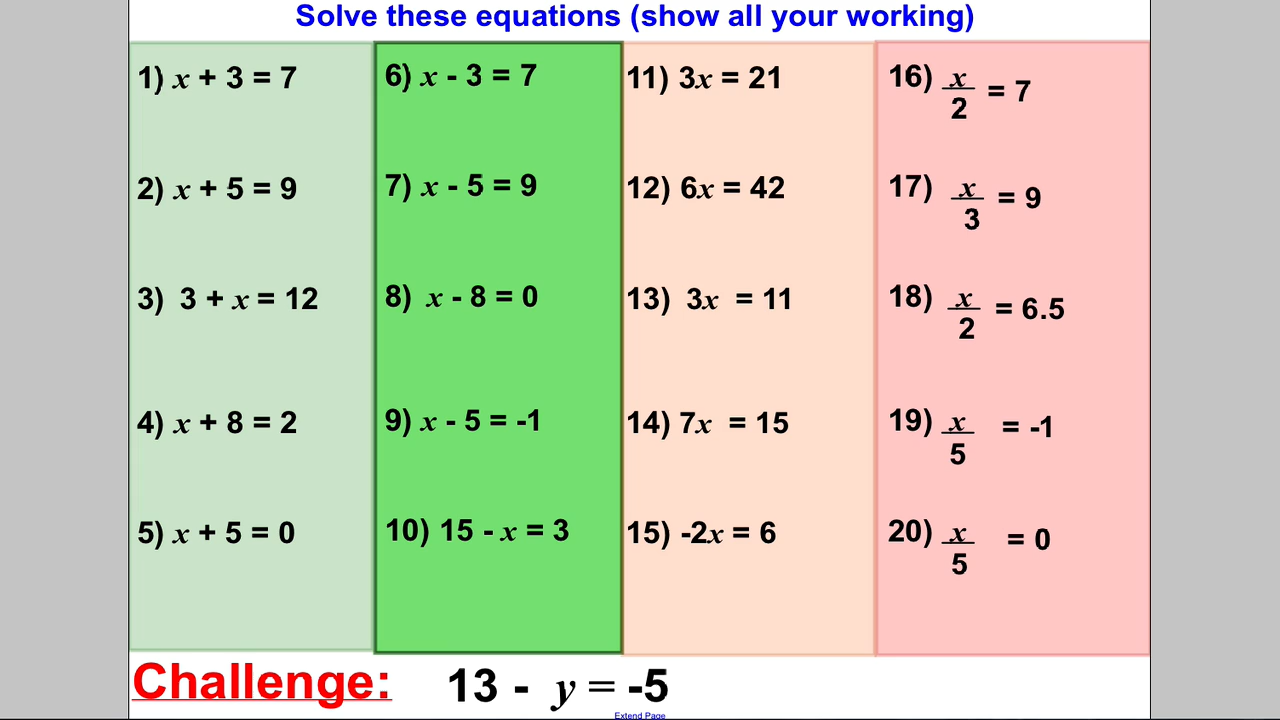 Solve these equations (show all your working)
1) x + 3 = 7
2) x + 5 = 9
3) 3 + x = 12
4) x + 8 = 2
5) x + 5 = 0
6) x - 3 = 7
7) x - 5 = 9
8) x - 8 = 0
9) x - 5 = -1
10) 15 - x = 3
11) 3x = 21
12) 6x = 42
13) 3x = 11
14) 7x = 15
15) -2x = 6
16) x/2 = 7
17) x/3 = 9
18) x/2 = 6.5
19) x/5 = -1
20) x/5 = 0
Challenge: 13 - y = -5
Extend Page